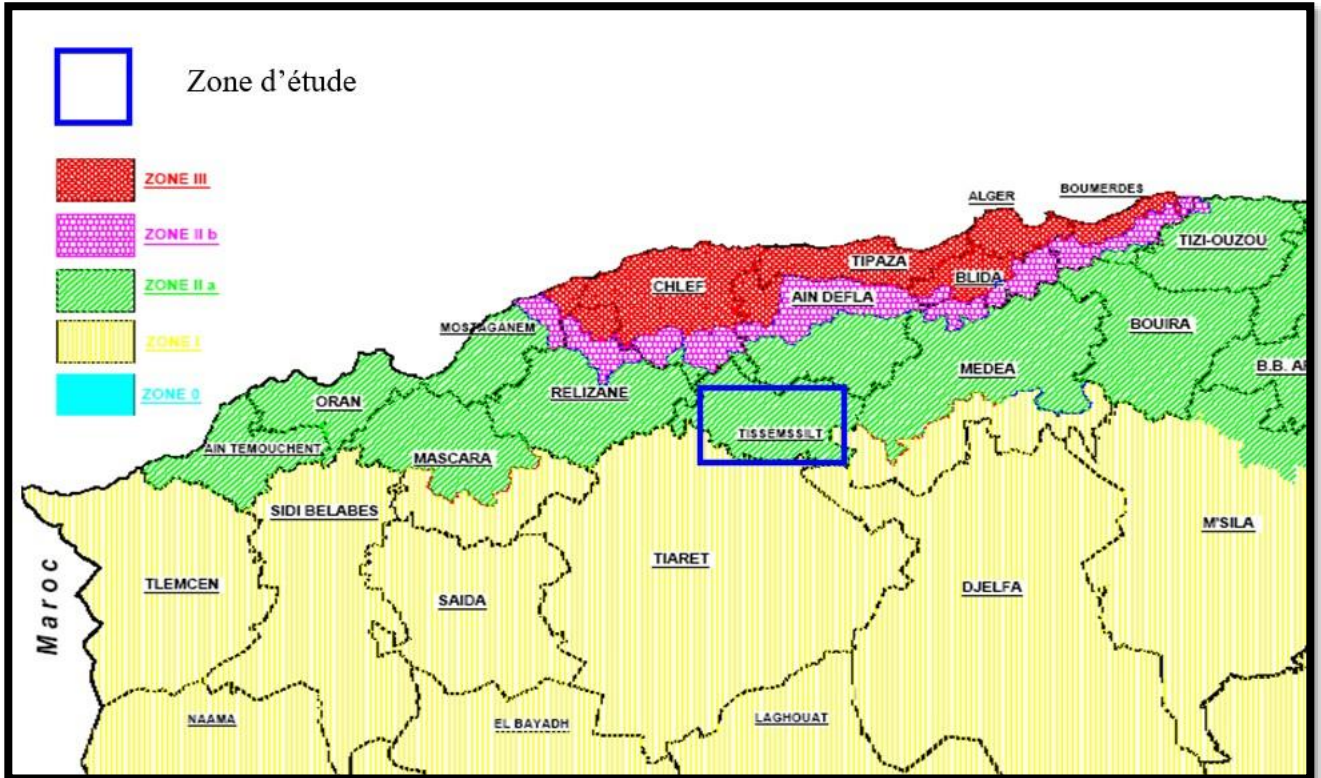 Zone d'étude
ZONE III
ZONE II b
ZONE II a
ZONE I
ZONE 0
ALGER
BOUMERDES
TIZI-OUZOU
TIPAZA
BLIDA
CHLEF
AIN DEFLA
MOSTAGANEM
BOUIRA
MEDEA
B.B. AR
RELIZANE
ORAN
TISSEMSSILT
AIN TEMOUCHENT
MASCARA
SIDI BELABES
M'SILA
TIARET
TLEMCEN
DJELFA
SAIDA
Maroc
NAAMA
EL BAYADH
LAGHOUAT